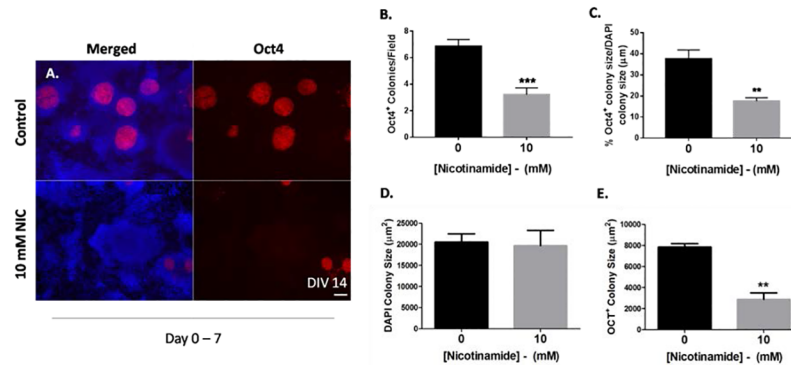 Merged Oct4
A.
Control
10 mM NIC
DIV 14
Day 0 – 7
B.
Oct4+ Colonies/Field
8
6
4
2
0
***
0 10
[Nicotinamide] - (mM)
C.
% Oct4+ colony size/DAPI
colony size (μm)
50
40
30
20
10
0
**
0 10
[Nicotinamide] - (mM)
D.
DAPI Colony Size (μm²)
25000
20000
15000
10000
5000
0
0 10
[Nicotinamide] - (mM)
E.
OCT+ Colony Size (μm²)
10000
8000
6000
4000
2000
0
**
0 10
[Nicotinamide] - (mM)